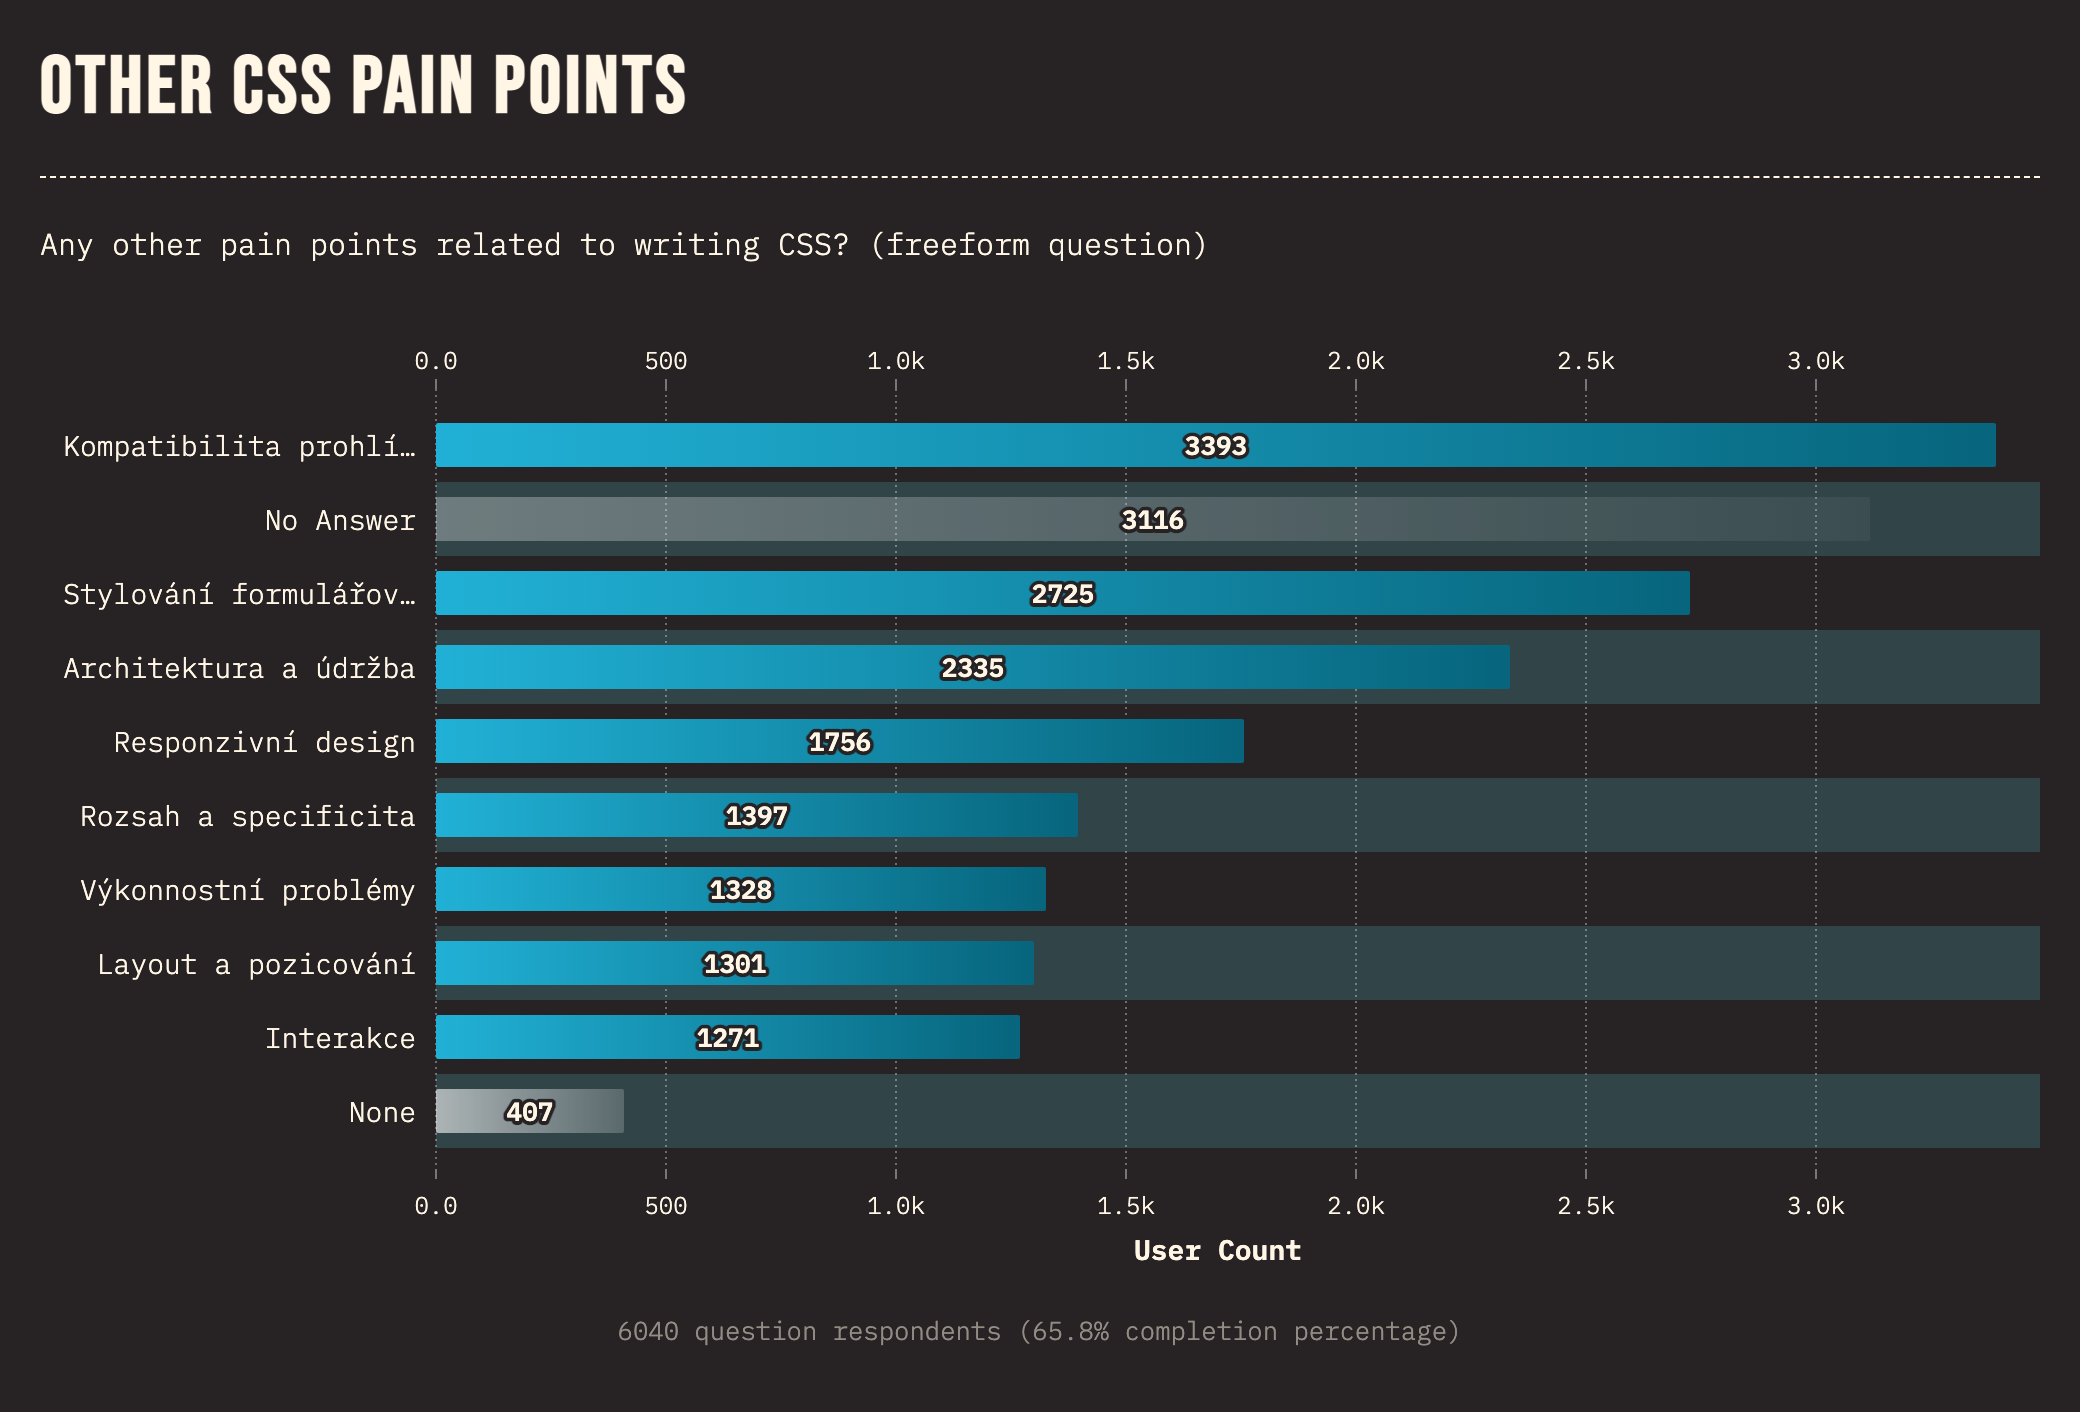 OTHER CSS PAIN POINTS
Any other pain points related to writing CSS? (freeform question)
0.0 500 1.0k 1.5k 2.0k 2.5k 3.0k
Kompatibilita prohlí… 3393
No Answer 3116
Stylování formulářov… 2725
Architektura a údržba 2335
Responzivní design 1756
Rozsah a specificita 1397
Výkonnostní problémy 1328
Layout a pozicování 1301
Interakce 1271
None 407
0.0 500 1.0k 1.5k 2.0k 2.5k 3.0k
User Count
6040 question respondents (65.8% completion percentage)